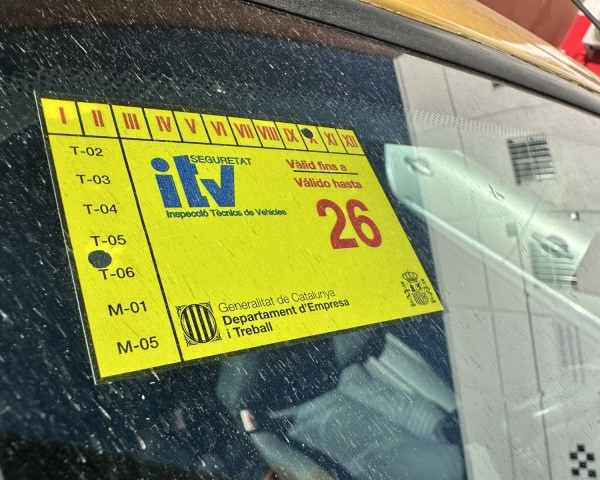 I II III IV V VI VII VIII IX X XI XII
T-02
T-03
T-04
T-05
T-06
M-01
M-05
SEGURETAT
itv
Inspecció Tècnica de Vehicles
Vàlid fins a
Válido hasta
26
Generalitat de Catalunya
Departament d'Empresa
i Treball